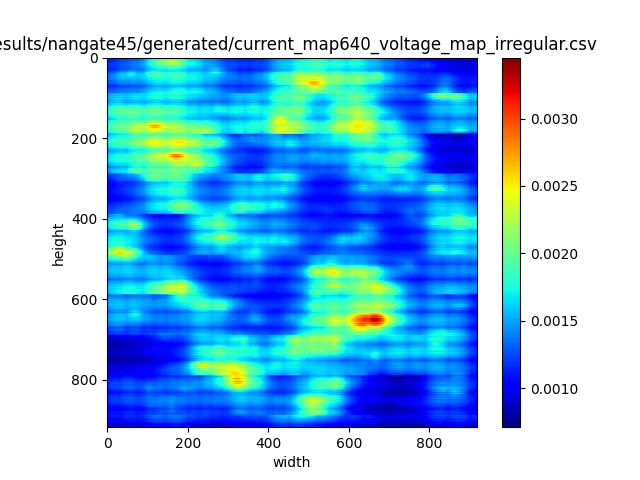 esults/nangate45/generated/current_map640_voltage_map_irregular.csv
0
200
400
600
800
height
0 200 400 600 800
width
0.0030
0.0025
0.0020
0.0015
0.0010